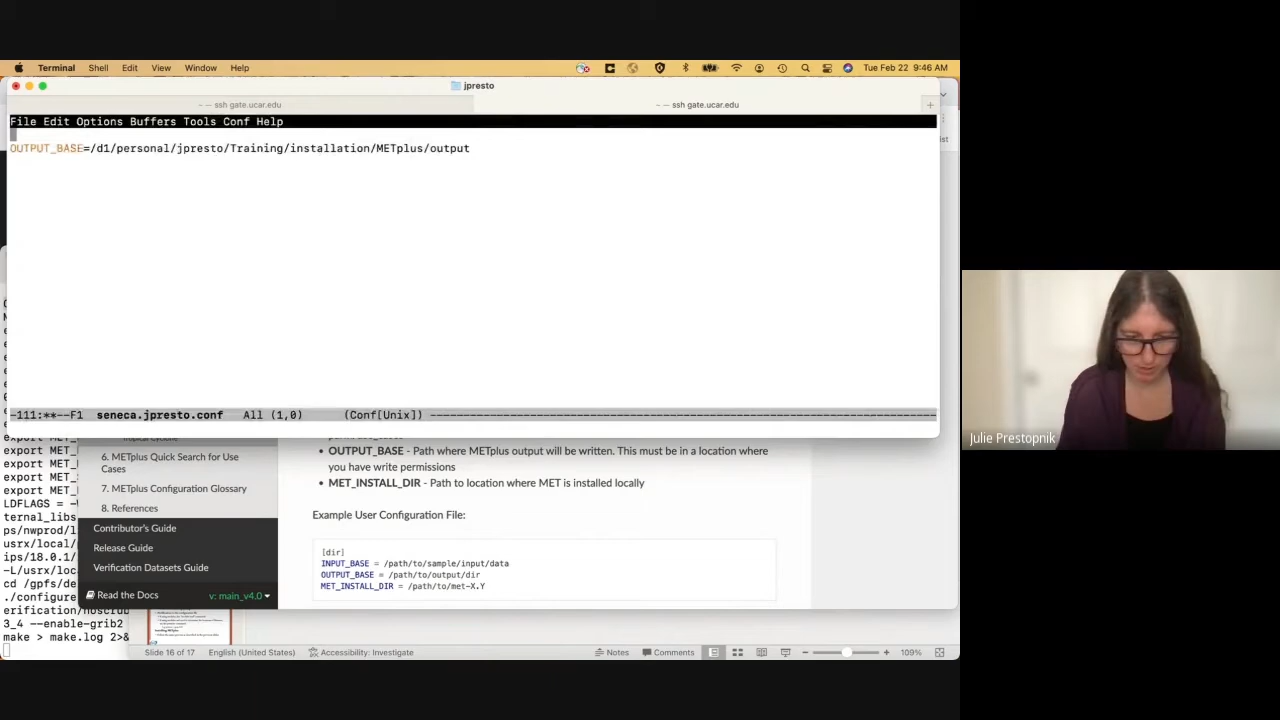 Terminal Shell Edit View Window Help
Tue Feb 22 9:46 AM
jpresto
~ — ssh gate.ucar.edu
~ — ssh gate.ucar.edu
File Edit Options Buffers Tools Conf Help
OUTPUT_BASE=/d1/personal/jpresto/Training/installation/METplus/output
-111:**--F1 seneca.jpresto.conf All (1,0) (Conf[Unix])
export MET_
export MET_
export MET_
export MET_
LDFLAGS = -
ternal_libs
ps/nwprod/l
usrx/local/
ips/18.0.1/
-L/usrx/loc
cd /gpfs/de
./configure
erification/nbscrub
3_4 --enable-grib2
make > make.log 2>&
6. METplus Quick Search for Use
Cases
7. METplus Configuration Glossary
8. References
Contributor's Guide
Release Guide
Verification Datasets Guide
Read the Docs
v: main_v4.0
• OUTPUT_BASE - Path where METplus output will be written. This must be in a location where
you have write permissions
• MET_INSTALL_DIR - Path to location where MET is installed locally
Example User Configuration File:
[dir]
INPUT_BASE = /path/to/sample/input/data
OUTPUT_BASE = /path/to/output/dir
MET_INSTALL_DIR = /path/to/met-X.Y
Slide 16 of 17 English (United States) Accessibility: Investigate Notes Comments 109%
Julie Prestopnik